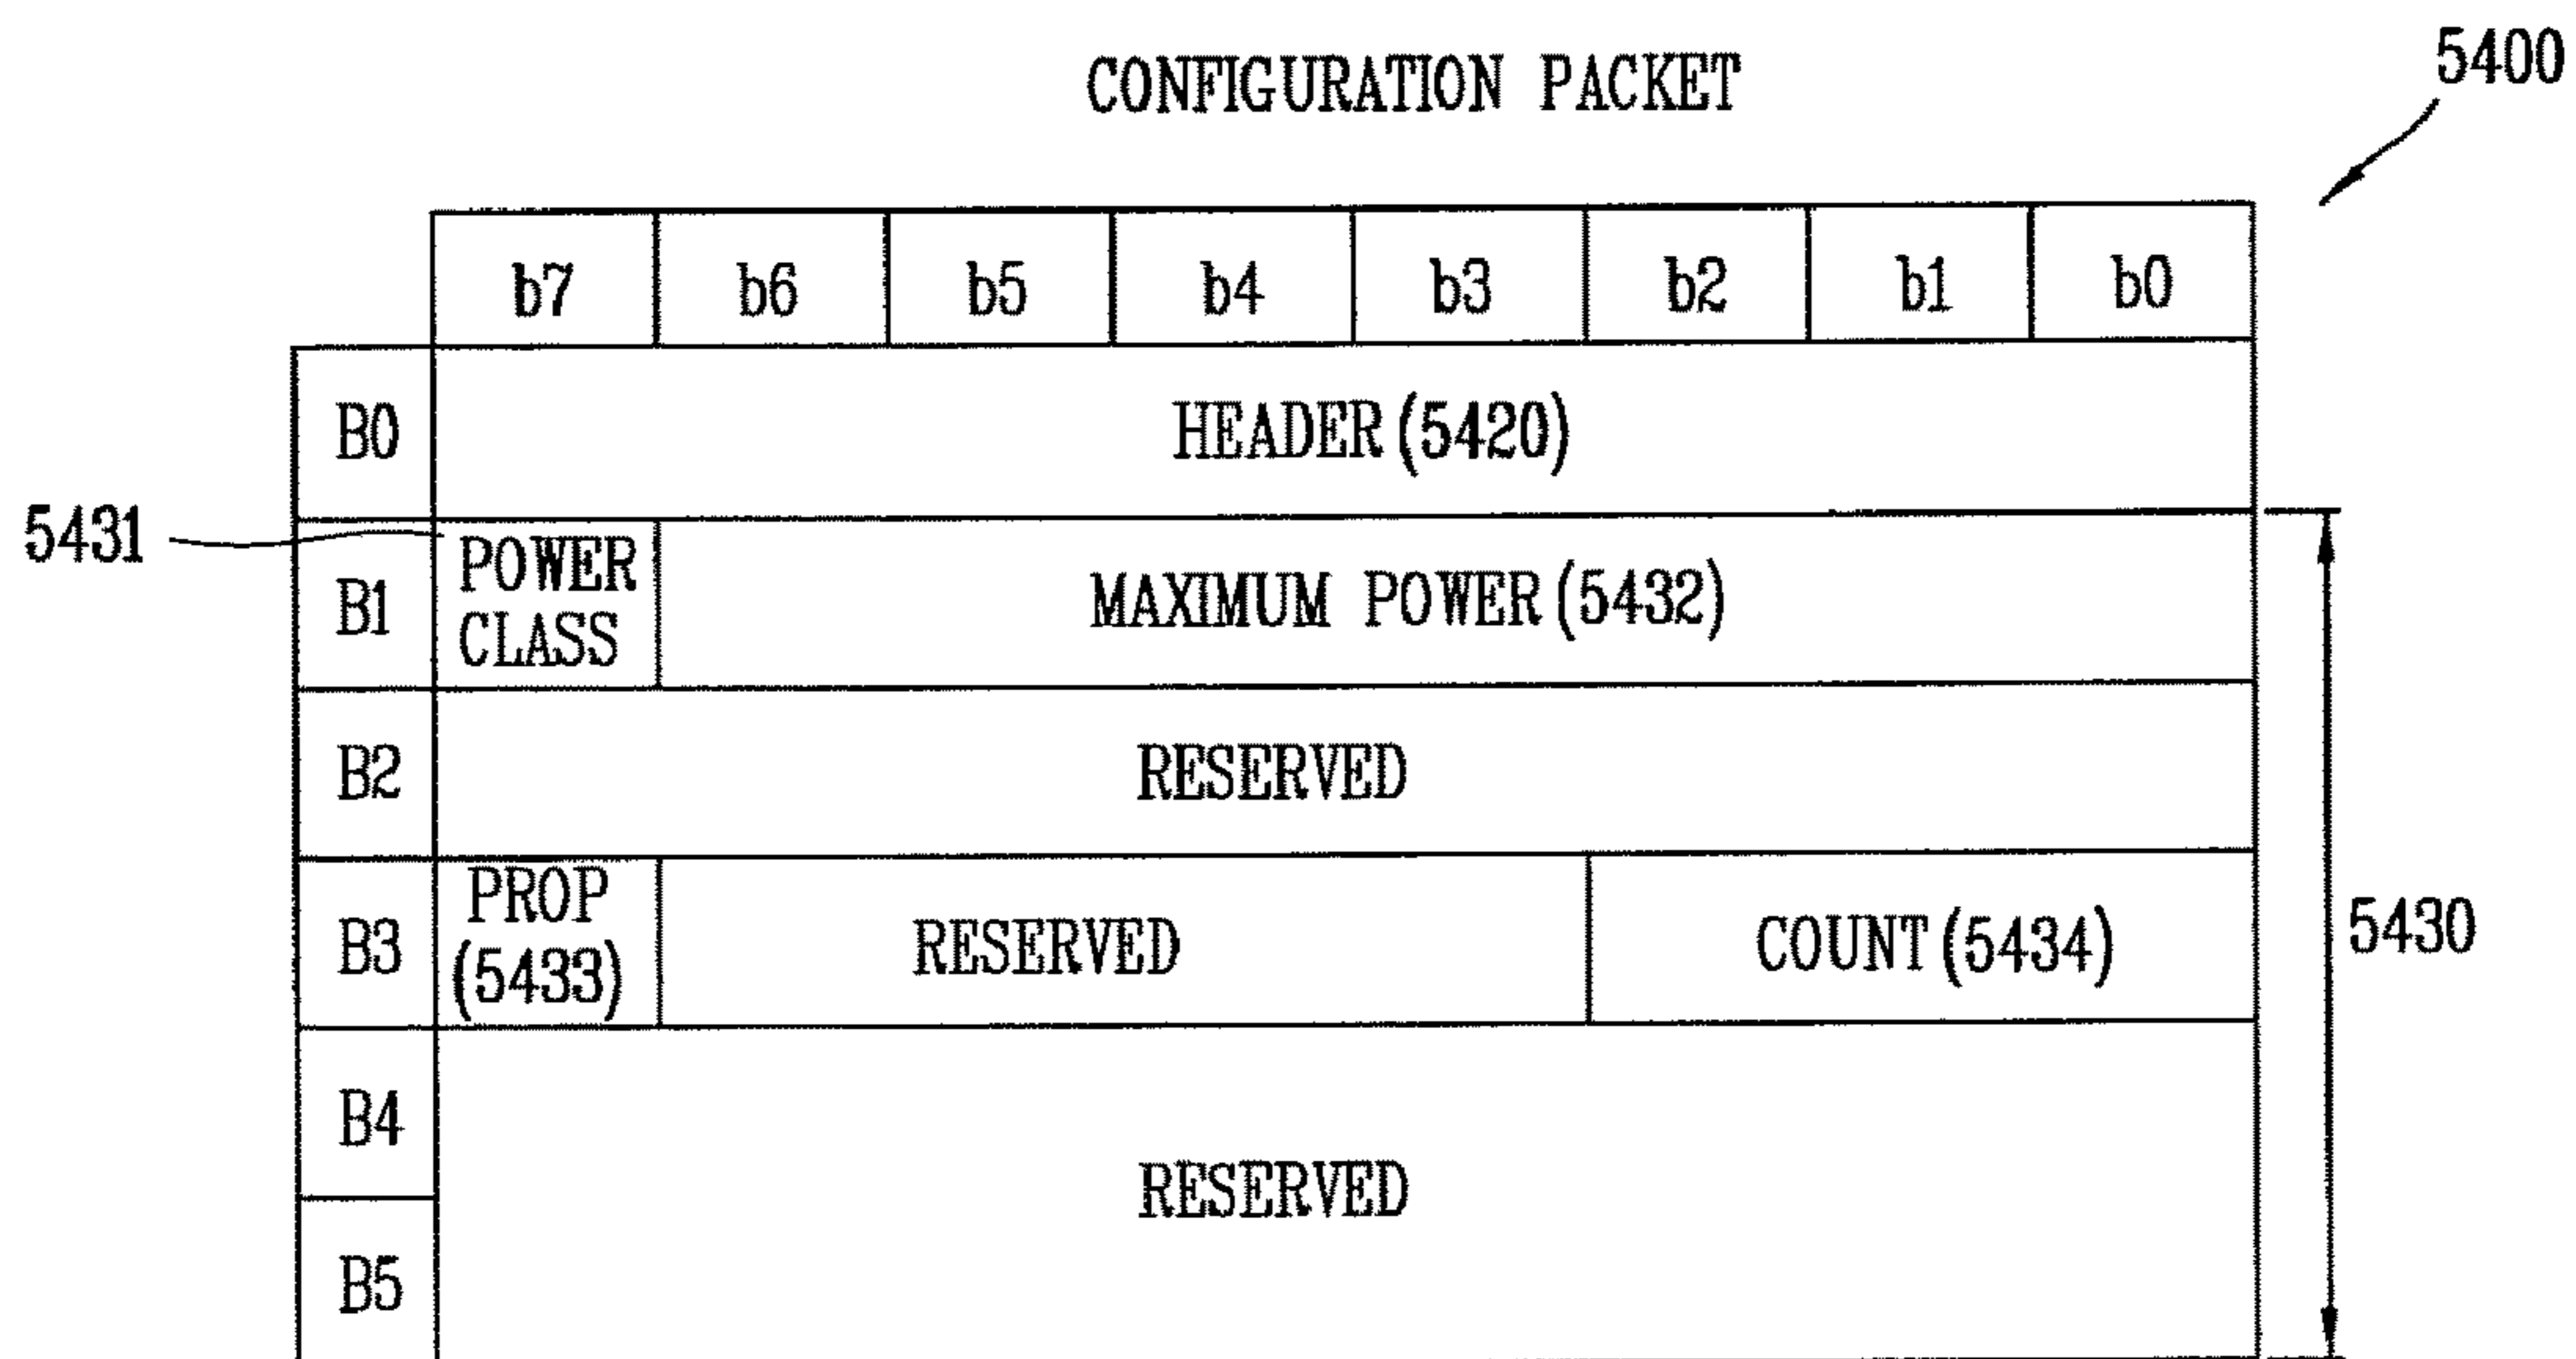 CONFIGURATION PACKET
5400
b7 b6 b5 b4 b3 b2 b1 b0
B0 HEADER (5420)
5431
B1 POWER CLASS MAXIMUM POWER (5432)
B2 RESERVED
B3 PROP (5433) RESERVED COUNT (5434)
5430
B4
RESERVED
B5